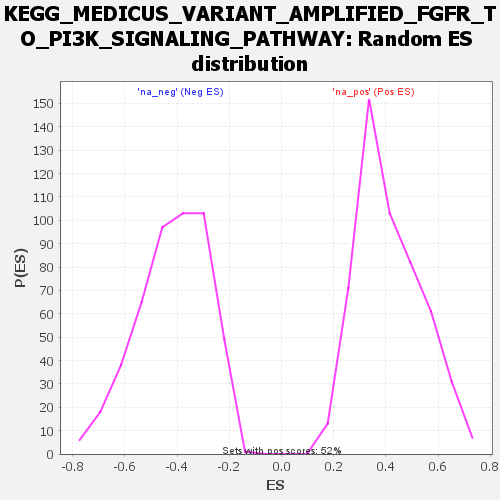 KEGG_MEDICUS_VARIANT_AMPLIFIED_FGFR_T
O_PI3K_SIGNALING_PATHWAY: Random ES
distribution
'na_neg' (Neg ES)
'na_pos' (Pos ES)
150
140
130
120
110
100
90
80
70
60
50
40
30
20
10
0
P(ES)
Sets with pos scores: 52%
-0.8 -0.6 -0.4 -0.2 0.0 0.2 0.4 0.6 0.8
ES